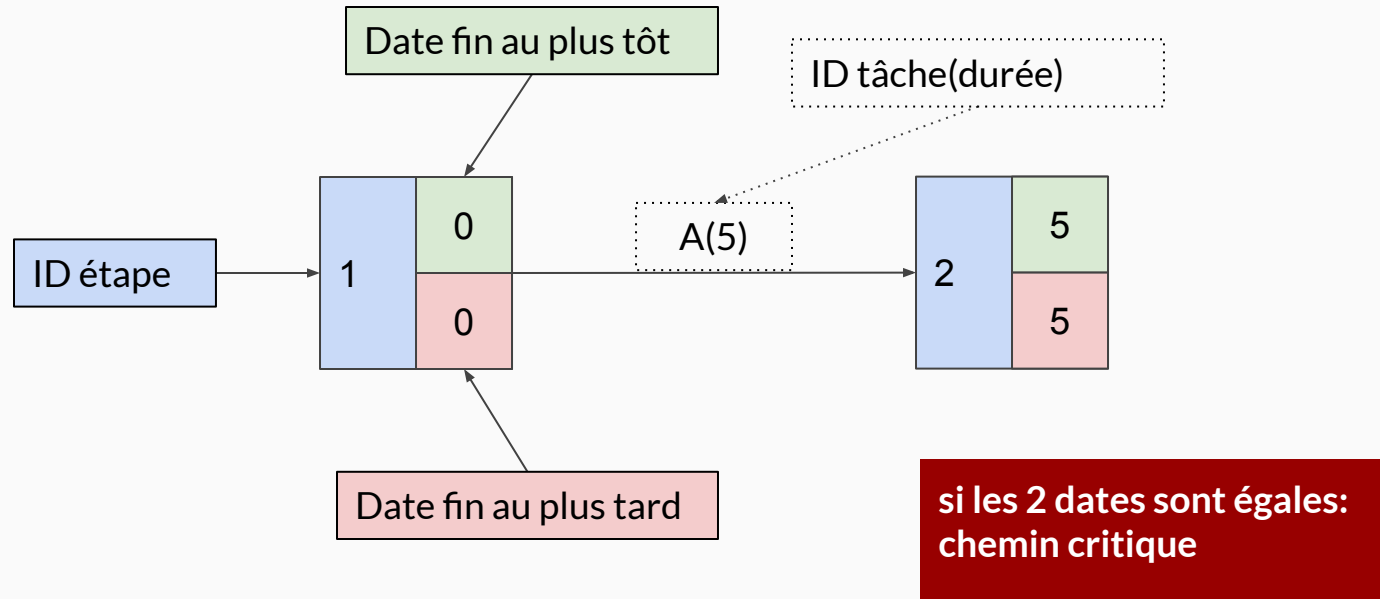 Date fin au plus tôt
ID tâche(durée)
0
5
A(5)
ID étape
1
2
0
5
Date fin au plus tard
si les 2 dates sont égales:
chemin critique